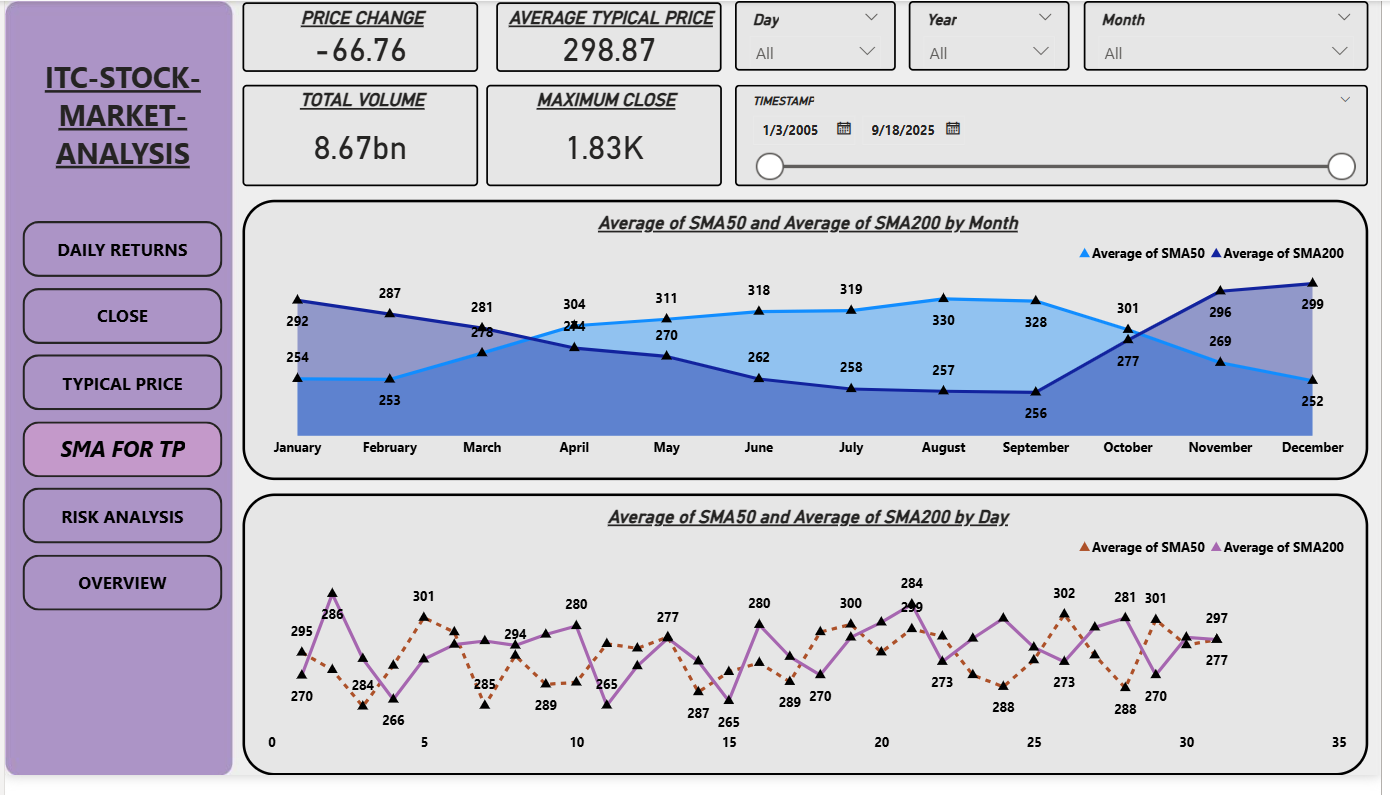 ITC-STOCK-
MARKET-
ANALYSIS
DAILY RETURNS
CLOSE
TYPICAL PRICE
SMA FOR TP
RISK ANALYSIS
OVERVIEW
PRICE CHANGE
-66.76
AVERAGE TYPICAL PRICE
298.87
Day
All
Year
All
Month
All
TOTAL VOLUME
8.67bn
MAXIMUM CLOSE
1.83K
TIMESTAMP
1/3/2005 9/18/2025
Average of SMA50 and Average of SMA200 by Month
Average of SMA50 Average of SMA200
292 287 281 274 270 262 258 257 256 277 296 299
254 253 278 304 311 318 319 330 328 301 269 252
January February March April May June July August September October November December
Average of SMA50 and Average of SMA200 by Day
Average of SMA50 Average of SMA200
295 284 301 285 294 289 265 277 287 280 289 300 299 288 302 288 301 297
270 286 266 280 265 270 284 273 273 281 270 277
0 5 10 15 20 25 30 35